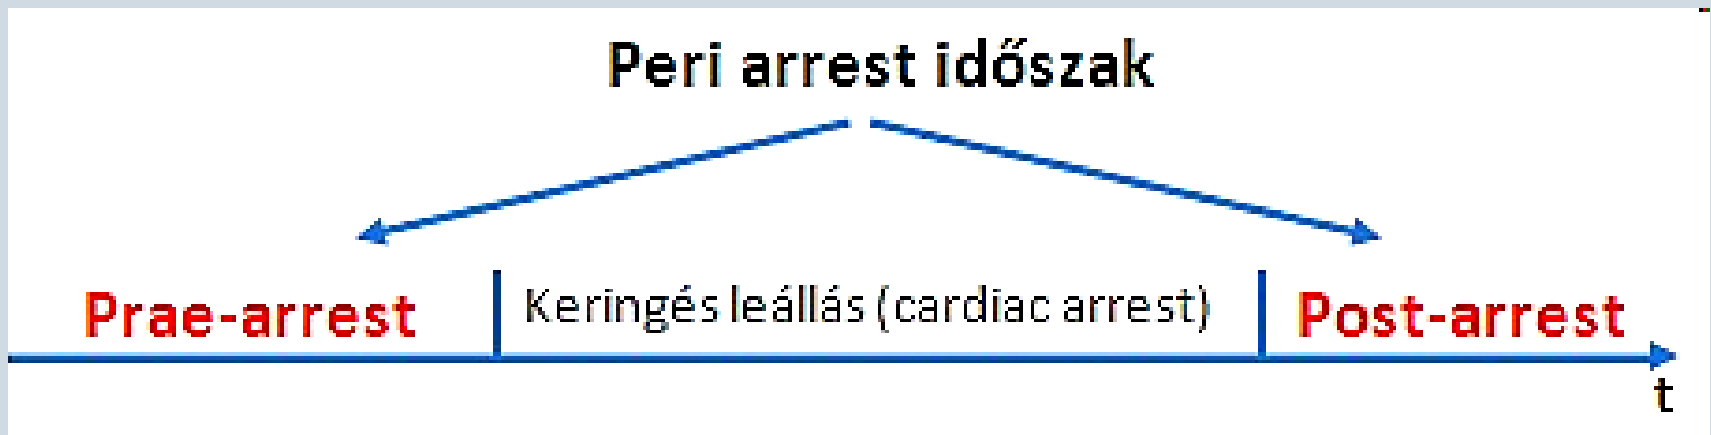 Peri arrest időszak
Prae-arrest
Keringés leállás (cardiac arrest)
Post-arrest
t